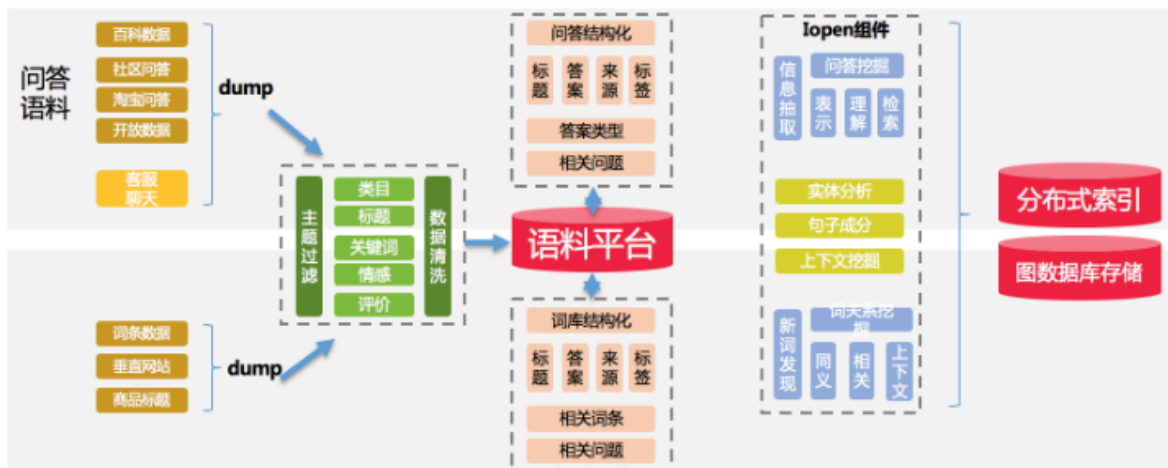 问答
语料
百科数据
社区问答
淘宝问答
开放数据
客服
聊天
dump
词条数据
垂直网站
商品标题
dump
主题过滤
类目
标题
关键词
情感
评价
数据清洗
问答结构化
标题
答案
来源
标签
答案类型
相关问题
语料平台
词库结构化
标题
答案
来源
标签
相关词条
相关问题
Iopen组件
信息抽取
问答挖掘
表示
理解
检索
实体分析
句子成分
上下文挖掘
新词发现
词关系挖
掘
同义
相关
上下文
分布式索引
图数据库存储